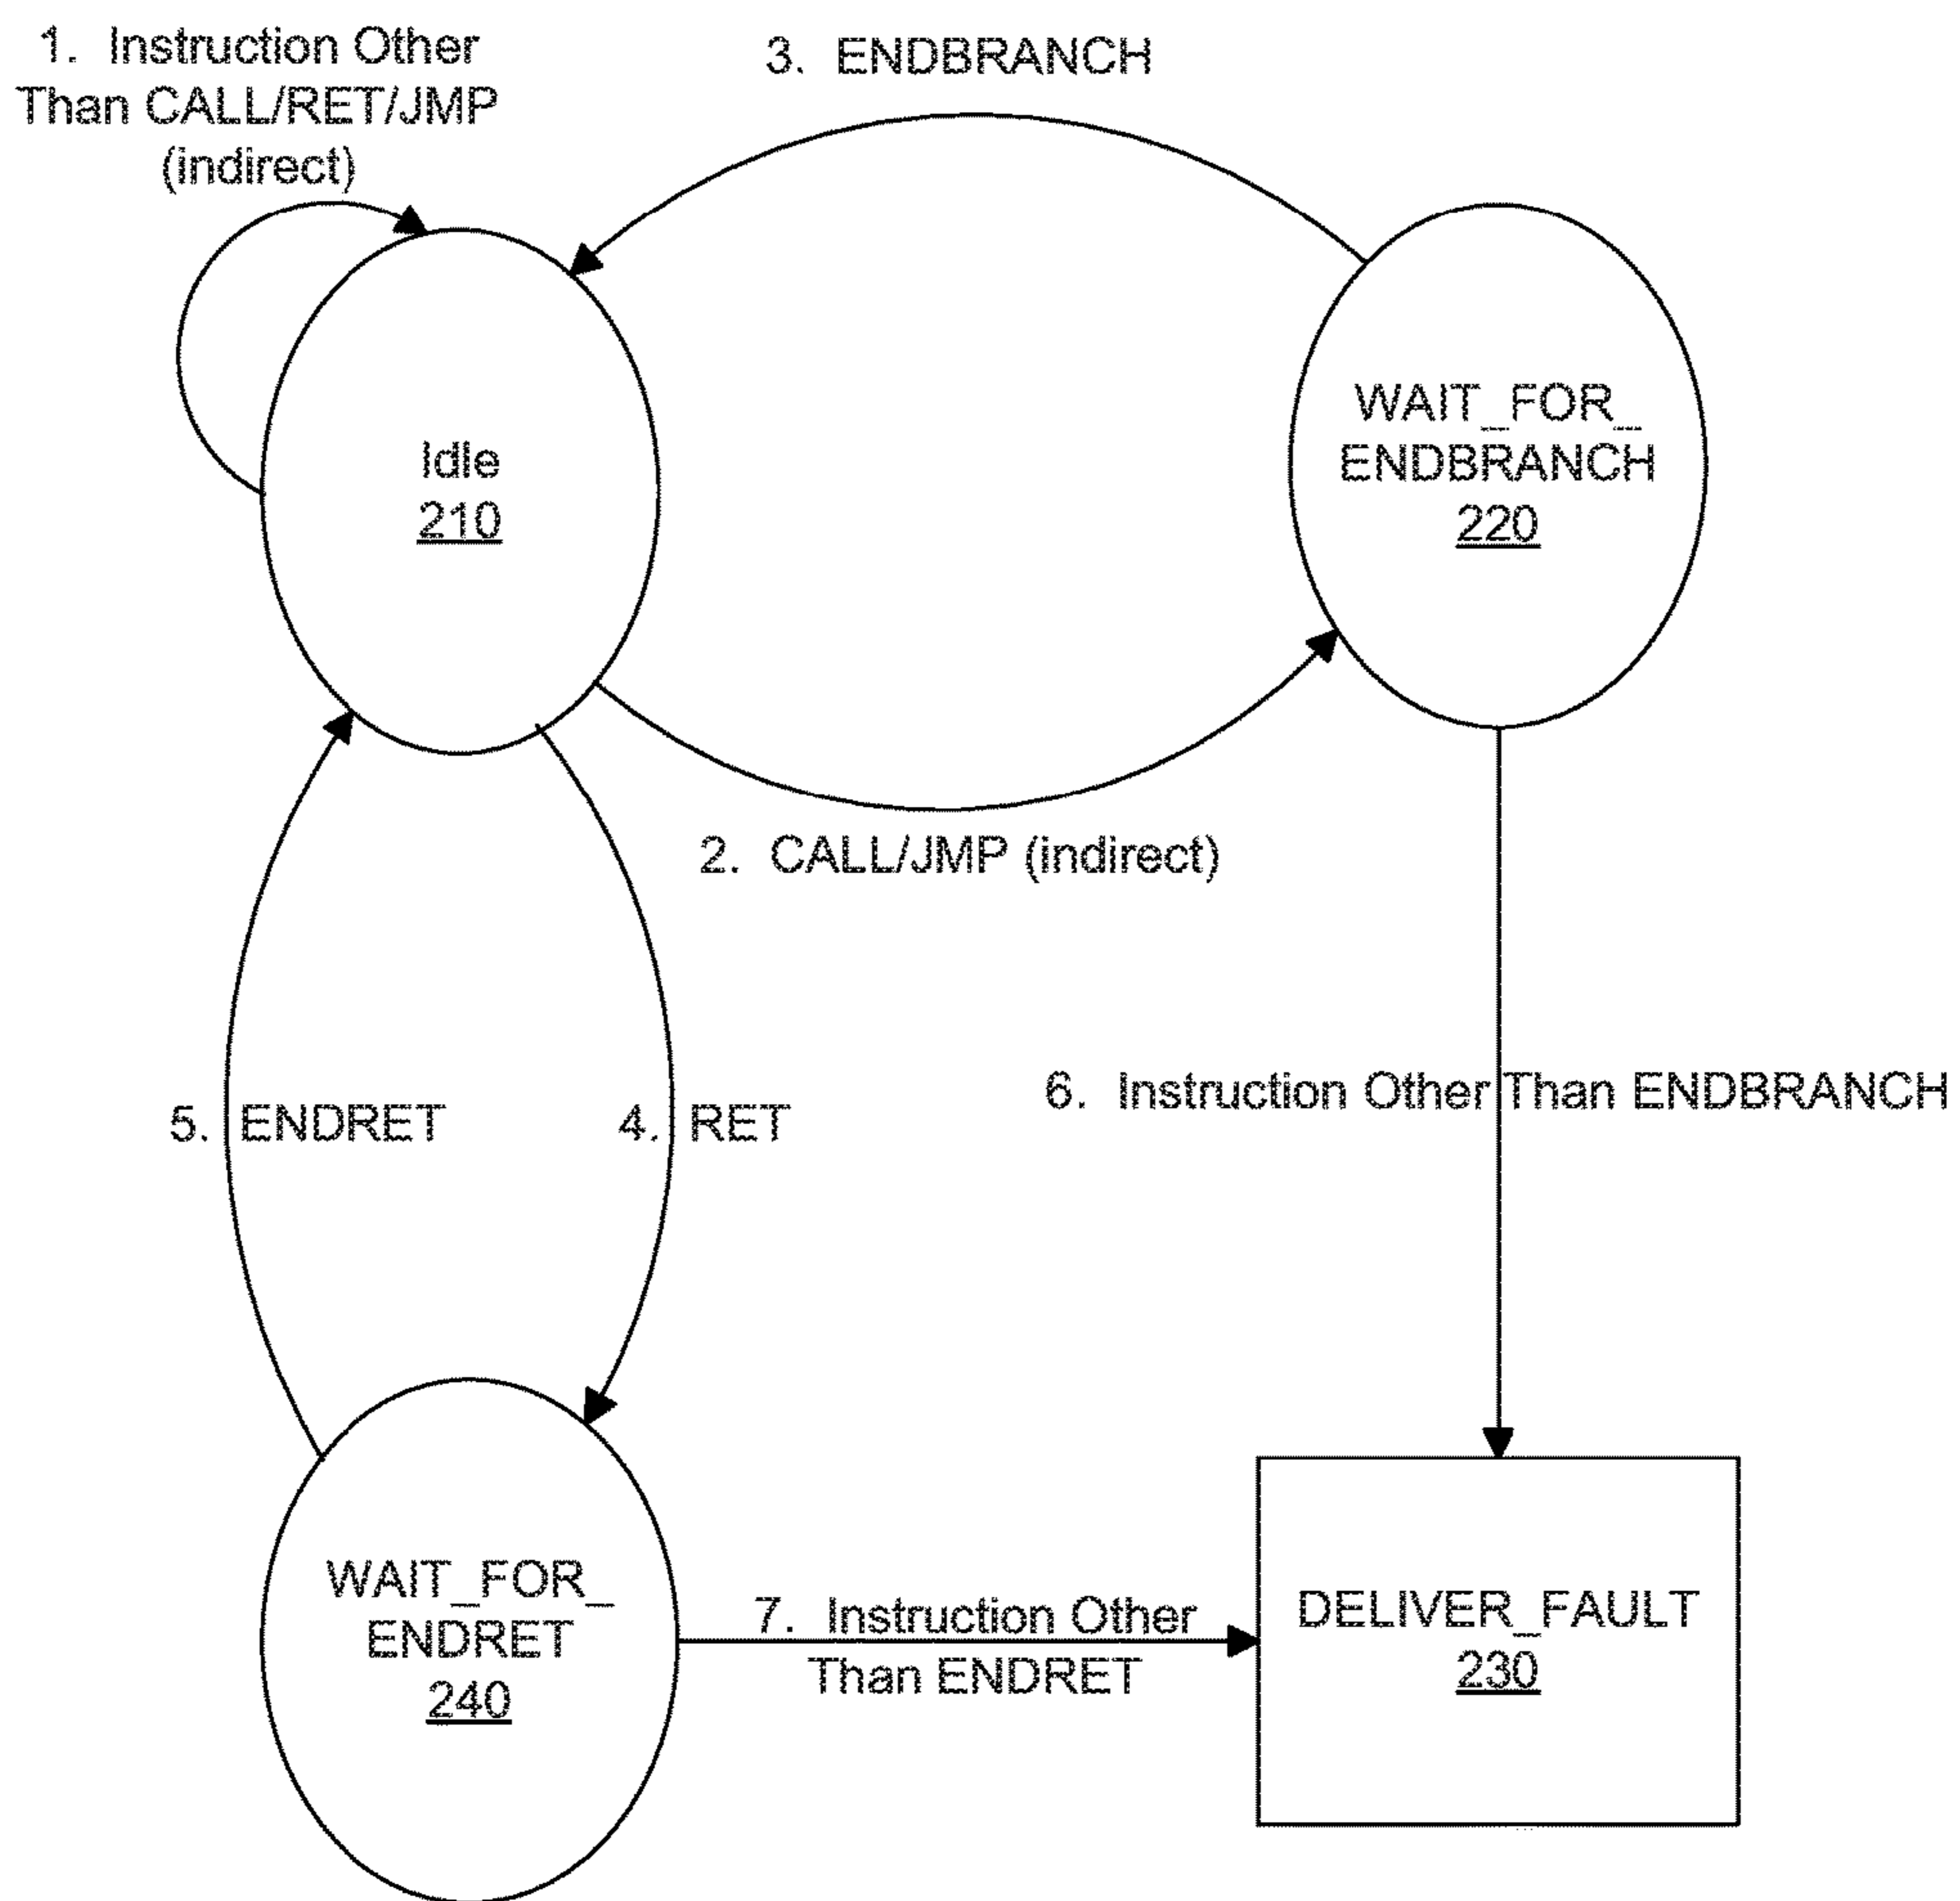 1. Instruction Other
Than CALL/RET/JMP
(indirect)
3. ENDBRANCH
Idle
210
WAIT_FOR_
ENDBRANCH
220
2. CALL/JMP (indirect)
5. ENDRET
4. RET
6. Instruction Other Than ENDBRANCH
WAIT_FOR_
ENDRET
240
7. Instruction Other
Than ENDRET
DELIVER_FAULT
230